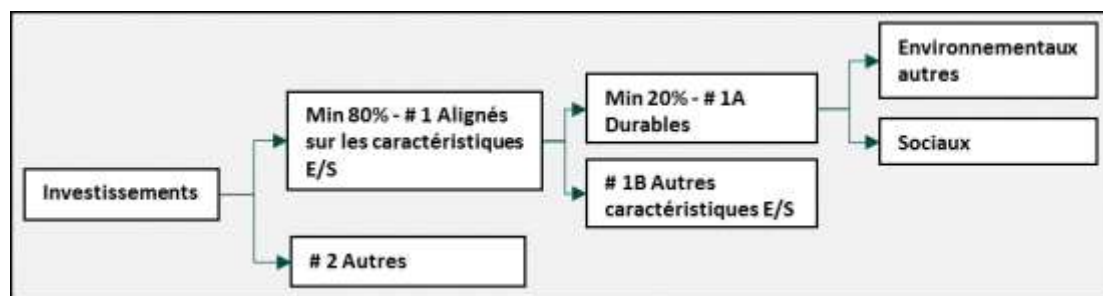 Investissements
Min 80% - # 1 Alignés
sur les caractéristiques
E/S
# 2 Autres
Min 20% - # 1A
Durables
# 1B Autres
caractéristiques E/S
Environnementaux
autres
Sociaux